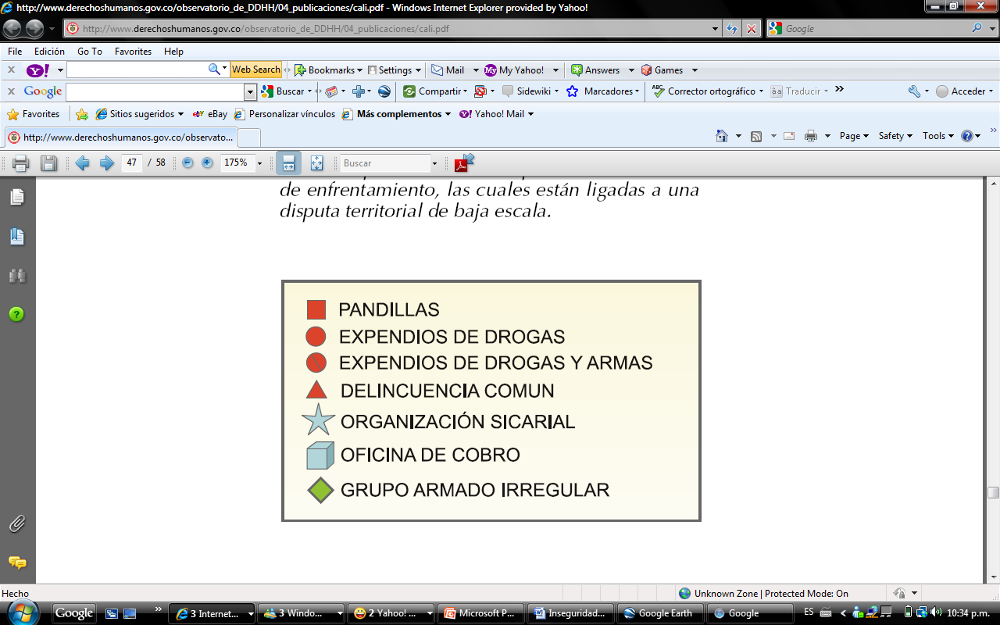 http://www.derechoshumanos.gov.co/observatorio_de_DDHH/04_publicaciones/cali.pdf - Windows Internet Explorer provided by Yahoo!
http://www.derechoshumanos.gov.co/observatorio_de_DDHH/04_publicaciones/cali.pdf Google
File Edición Go To Favorites Help
X Y! Web Search Bookmarks Settings Mail My Yahoo! Answers Games
X Google Buscar Compartir Sidewiki Marcadores ABC Corrector ortográfico aä Traducir Acceder
Favorites Sitios sugeridos eBay Personalizar vínculos Más complementos Y! Yahoo! Mail
http://www.derechoshumanos.gov.co/observato... Page Safety Tools
47 / 58 175% Buscar
de enfrentamiento, las cuales están ligadas a una
disputa territorial de baja escala.
PANDILLAS
EXPENDIOS DE DROGAS
EXPENDIOS DE DROGAS Y ARMAS
DELINCUENCIA COMUN
ORGANIZACIÓN SICARIAL
OFICINA DE COBRO
GRUPO ARMADO IRREGULAR
Hecho Unknown Zone | Protected Mode: On
Google 3 Internet... 3 Windo... 2 Yahoo! ... Microsoft P... Inseguridad... Google Earth Google ES 10:34 p.m.